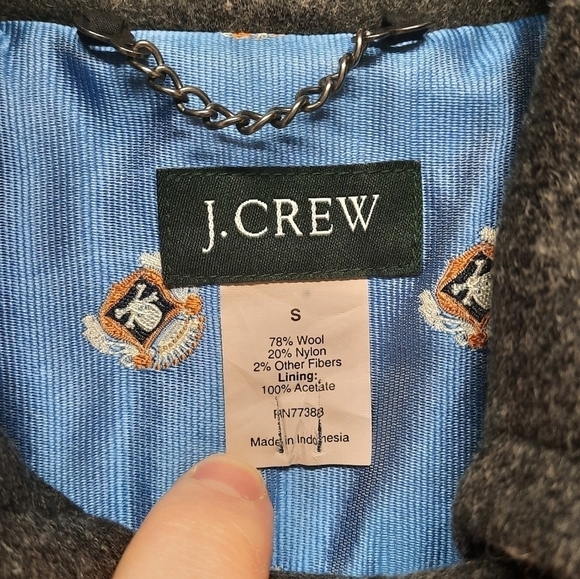 J.CREW
S
78% Wool
20% Nylon
2% Other Fibers
Lining:
100% Acetate
RN77388
Made in Indonesia